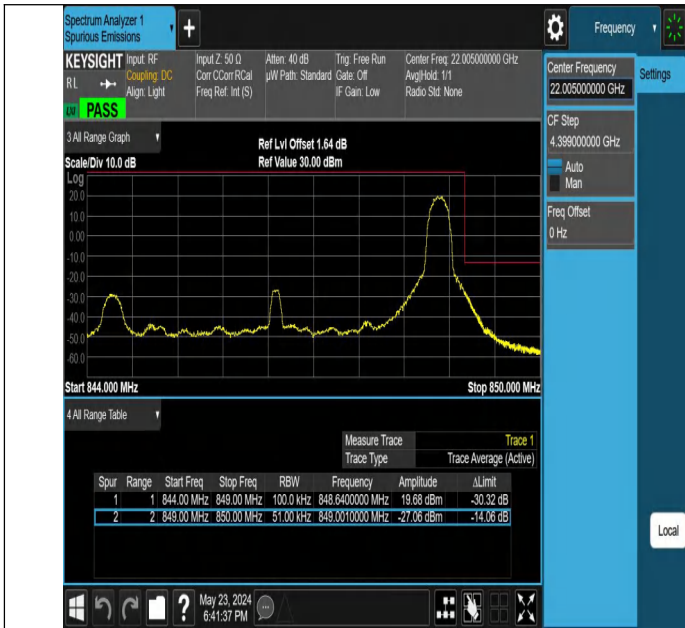 Spectrum Analyzer 1
Spurious Emissions
Frequency
KEYSIGHT
RL
PASS
Input: RF
Coupling: DC
Align: Light
Input Z: 50 Ω
Corr CCorr RCal
Freq Ref: Int (S)
Atten: 40 dB
µW Path: Standard
Trig: Free Run
Gate: Off
IF Gain: Low
Center Freq: 22.005000000 GHz
Avg|Hold: 1/1
Radio Std: None
Center Frequency
22.005000000 GHz
Settings
CF Step
4.399000000 GHz
Auto
Man
Freq Offset
0 Hz
3 All Range Graph
Scale/Div 10.0 dB
Ref Lvl Offset 1.64 dB
Ref Value 30.00 dBm
Log
20.0
10.0
0.00
-10.0
-20.0
-30.0
-40.0
-50.0
-60.0
Start 844.000 MHz
Stop 850.000 MHz
4 All Range Table
Measure Trace Trace 1
Trace Type Trace Average (Active)
Spur Range Start Freq Stop Freq RBW Frequency Amplitude ΔLimit
1 1 844.00 MHz 849.00 MHz 100.0 kHz 848.6400000 MHz 19.68 dBm -30.32 dB
2 2 849.00 MHz 850.00 MHz 51.00 kHz 849.0010000 MHz -27.06 dBm -14.06 dB
Local
?
May 23, 2024
6:41:37 PM